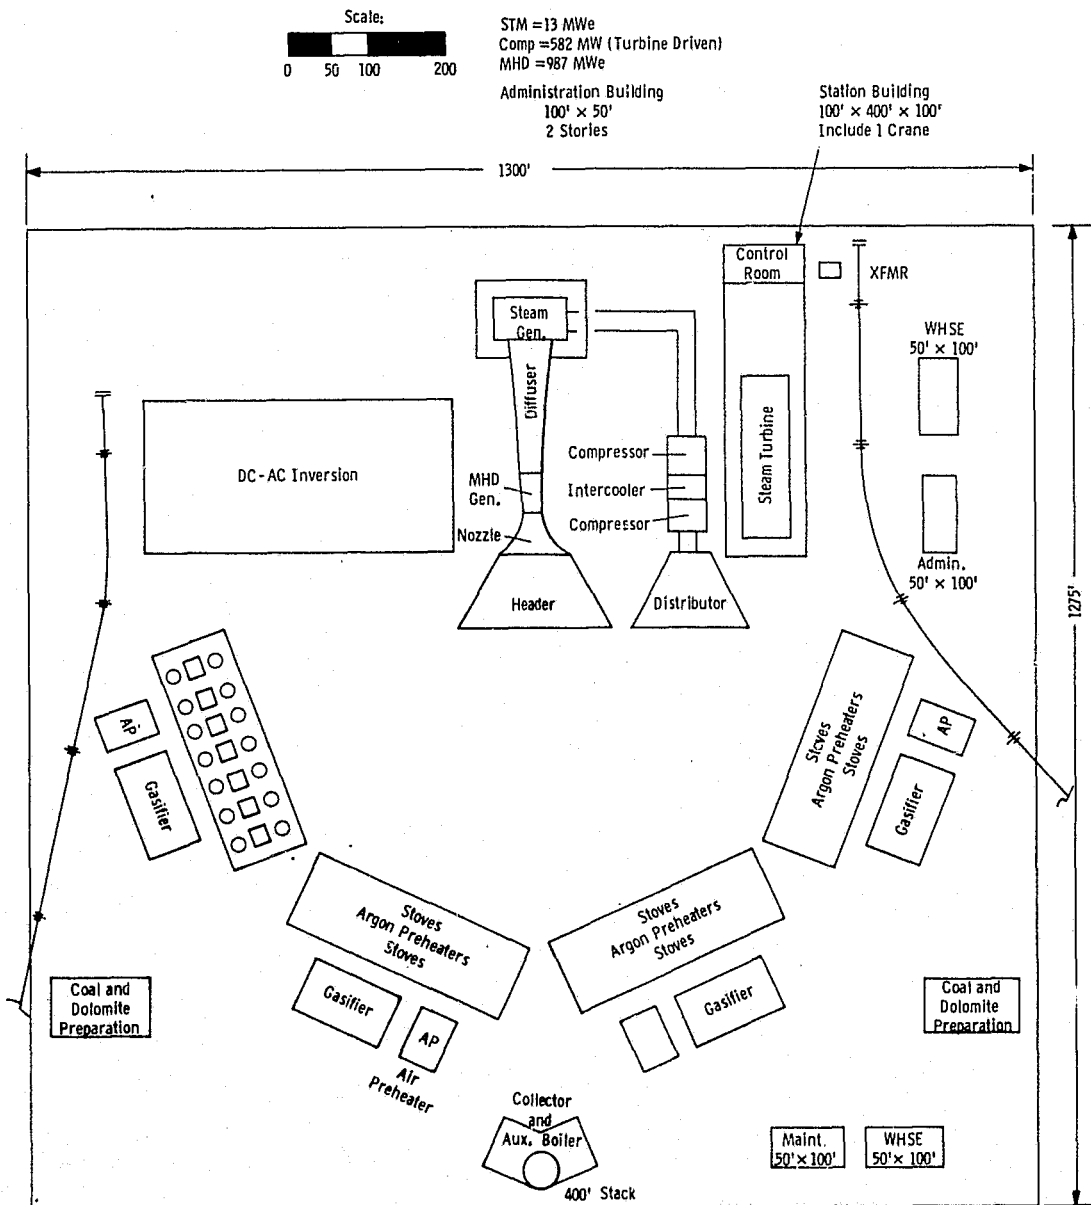 Scale:
0 50 100 200
STM =13 MWe
Comp =582 MW (Turbine Driven)
MHD =987 MWe
Administration Building
100' × 50'
2 Stories
Station Building
100' × 400' × 100'
Include 1 Crane
1300'
Control
Room
XFMR
Steam
Gen.
WHSE
50' × 100'
Diffuser
Steam Turbine
DC-AC Inversion
MHD
Gen.
Compressor
Intercooler
Compressor
Nozzle
Admin.
50' × 100'
Header
Distributor
1275'
AP
Gasifier
Stoves
Argon Preheaters
Stoves
AP
Gasifier
Stoves
Argon Preheaters
Stoves
Stoves
Argon Preheaters
Stoves
Gasifier
AP
Air
Preheater
Gasifier
Coal and
Dolomite
Preparation
Coal and
Dolomite
Preparation
Collector
and
Aux. Boiler
400' Stack
Maint.
50' × 100'
WHSE
50' × 100'